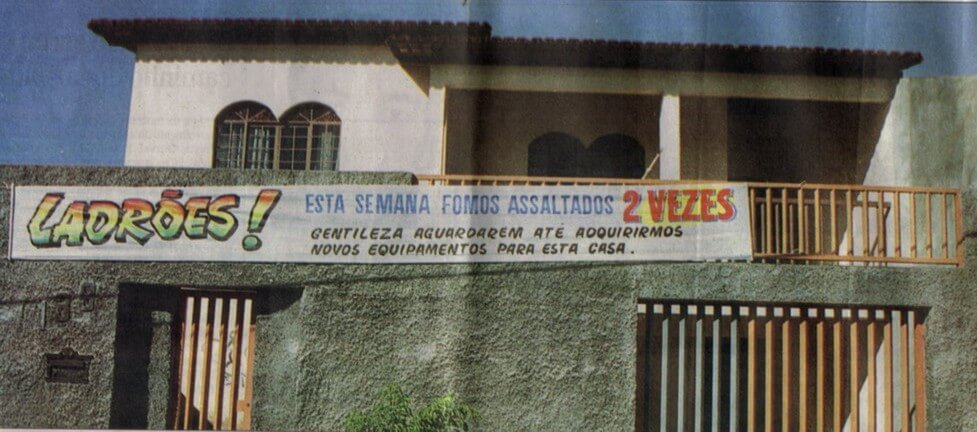 LADRÕES!
ESTA SEMANA FOMOS ASSALTADOS 2 VEZES
GENTILEZA AGUARDAREM ATÉ ADQUIRIRMOS
NOVOS EQUIPAMENTOS PARA ESTA CASA.